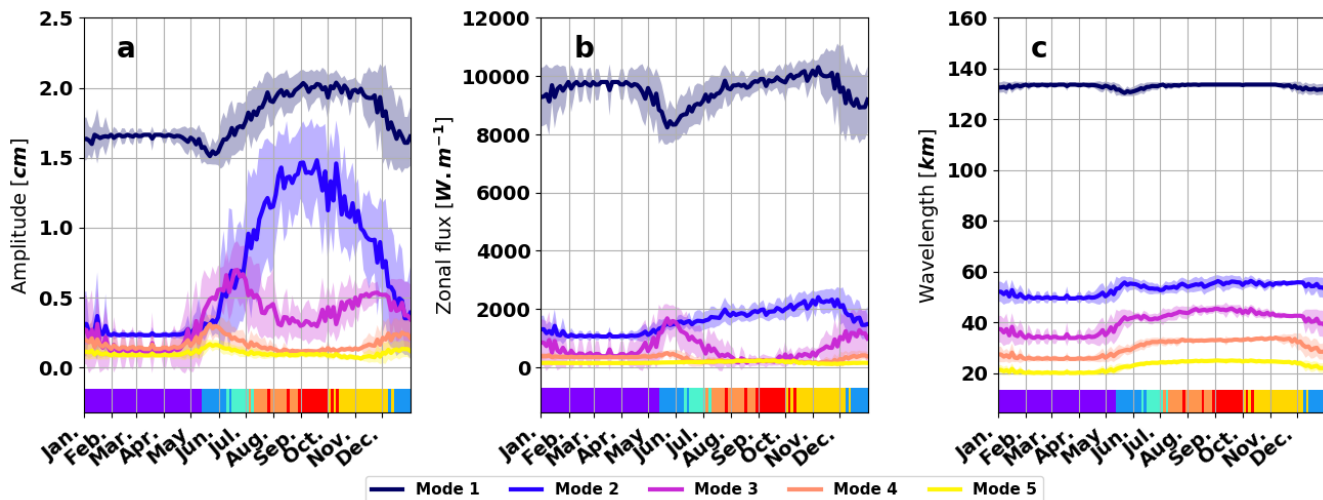 a
Amplitude [cm]
2.5
2.0
1.5
1.0
0.5
0.0
Jan.
Feb.
Mar.
Apr.
May
Jun.
Jul.
Aug.
Sep.
Oct.
Nov.
Dec.
b
Zonal flux [W.m⁻¹]
12000
10000
8000
6000
4000
2000
0
Jan.
Feb.
Mar.
Apr.
May
Jun.
Jul.
Aug.
Sep.
Oct.
Nov.
Dec.
c
Wavelength [km]
160
140
120
100
80
60
40
20
Jan.
Feb.
Mar.
Apr.
May
Jun.
Jul.
Aug.
Sep.
Oct.
Nov.
Dec.
Mode 1 Mode 2 Mode 3 Mode 4 Mode 5